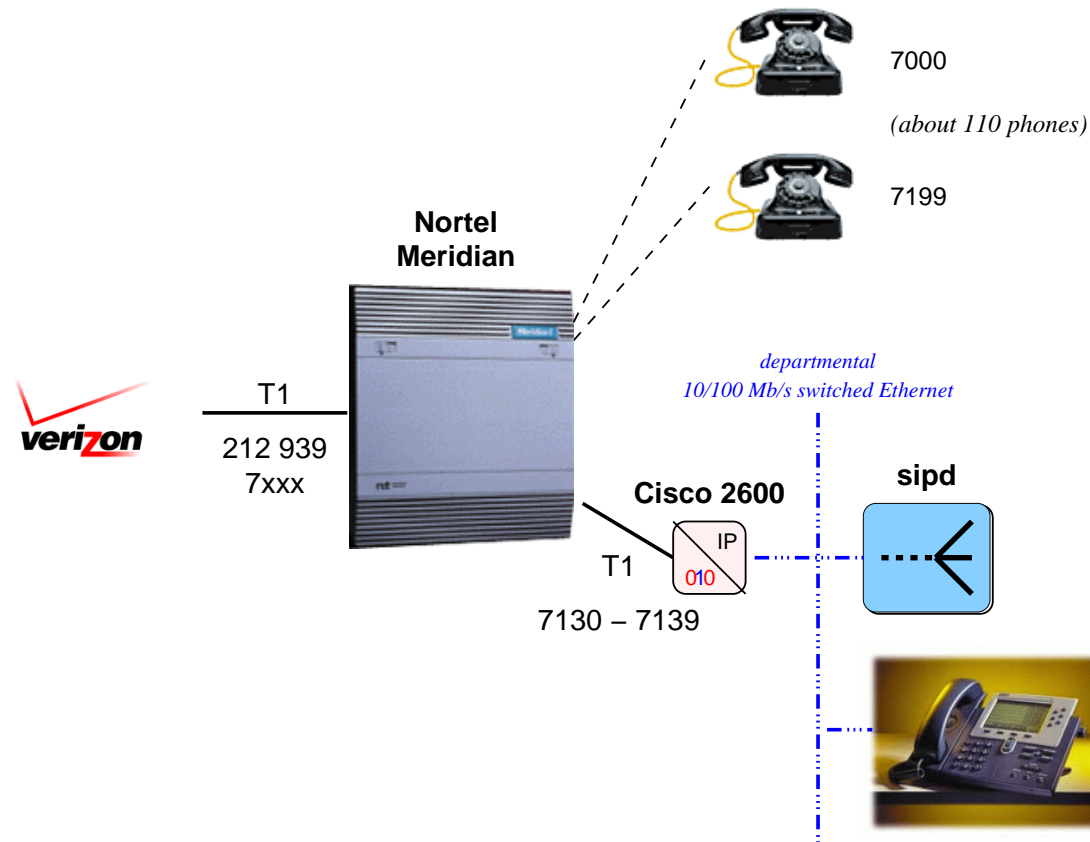 7000
(about 110 phones)
7199
Nortel
Meridian
departmental
10/100 Mb/s switched Ethernet
verizon
T1
212 939
7xxx
Cisco 2600
sipd
IP
010
T1
7130 – 7139